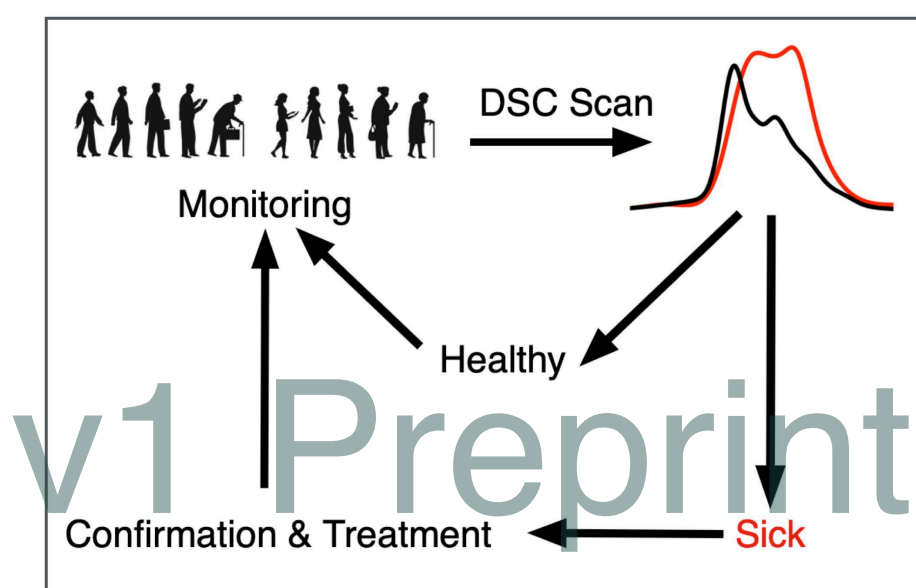 DSC Scan
Monitoring
Healthy
v1 Preprint
Confirmation & Treatment
Sick